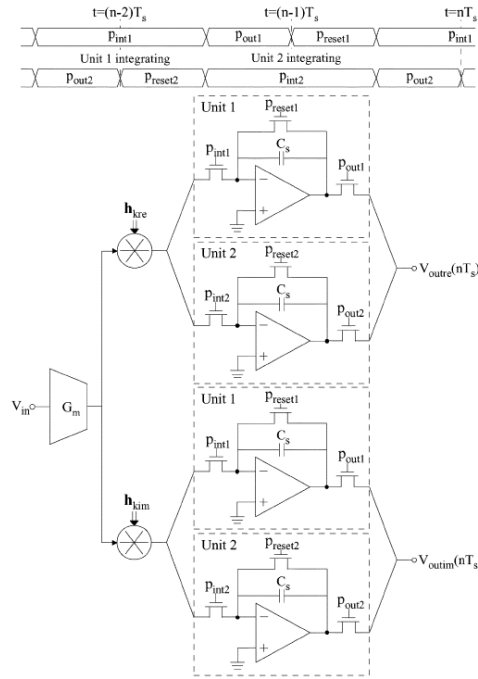 t=(n-2)Ts t=(n-1)Ts t=nTs
pint1 pout1 preset1 pint1
Unit 1 integrating Unit 2 integrating
pout2 preset2 pint2 pout2
Unit 1
preset1
pint1 Cs pout1
hkre
Unit 2
preset2
Voutre(nTs)
pint2 Cs pout2
Unit 1
preset1
Vin Gm
pint1 Cs pout1
hkim
Unit 2
preset2
Voutim(nTs
pint2 Cs pout2